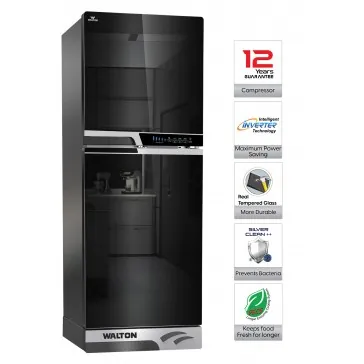 WALTON
12
Years
GUARANTEE
Compressor
Intelligent
INVERTER
Technology
Maximum Power
Saving
Real
Tempered Glass
More Durable
SILVER
CLEAN ++
Prevents Bacteria
Keeps food
Fresh for longer
WALTON